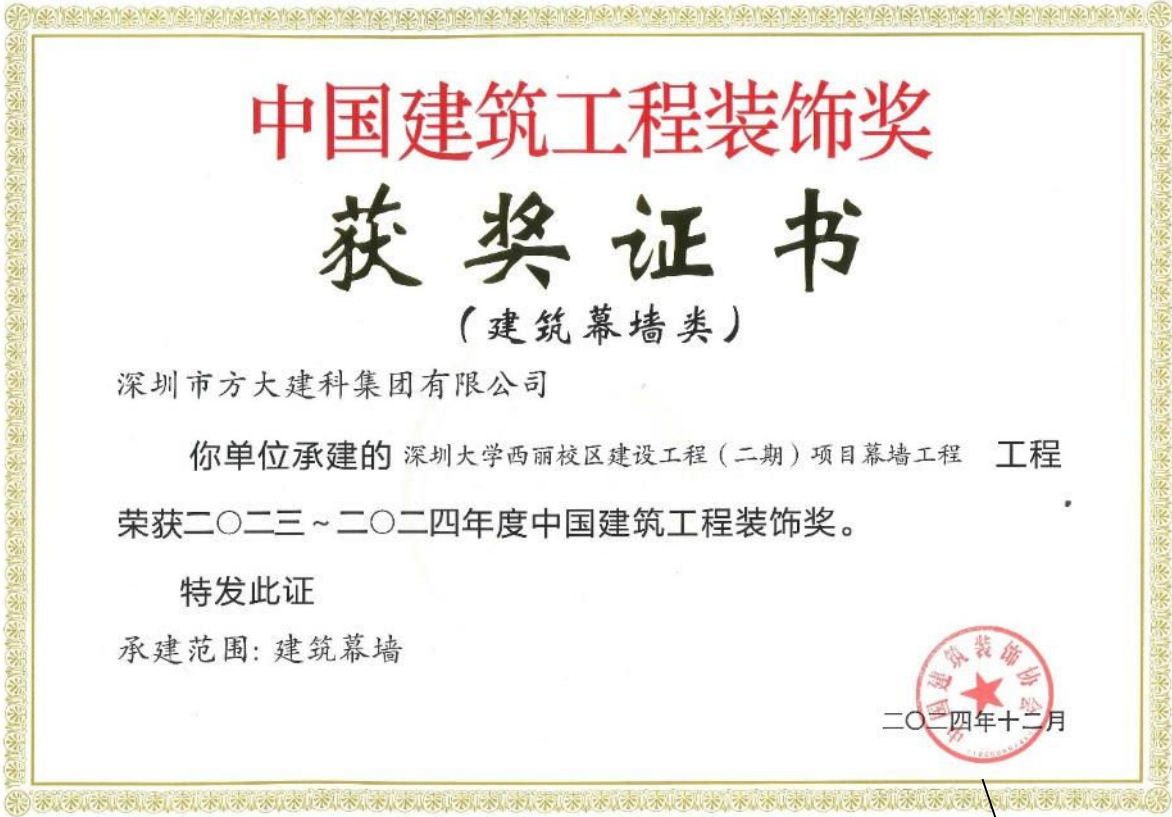 中国建筑工程装饰奖
获奖证书
（建筑幕墙类）
深圳市方大建科集团有限公司
你单位承建的 深圳大学西丽校区建设工程（二期）项目幕墙工程 工程
荣获二〇二三~二〇二四年度中国建筑工程装饰奖。
特发此证
承建范围: 建筑幕墙
中国建筑装饰协会
二〇二四年十二月